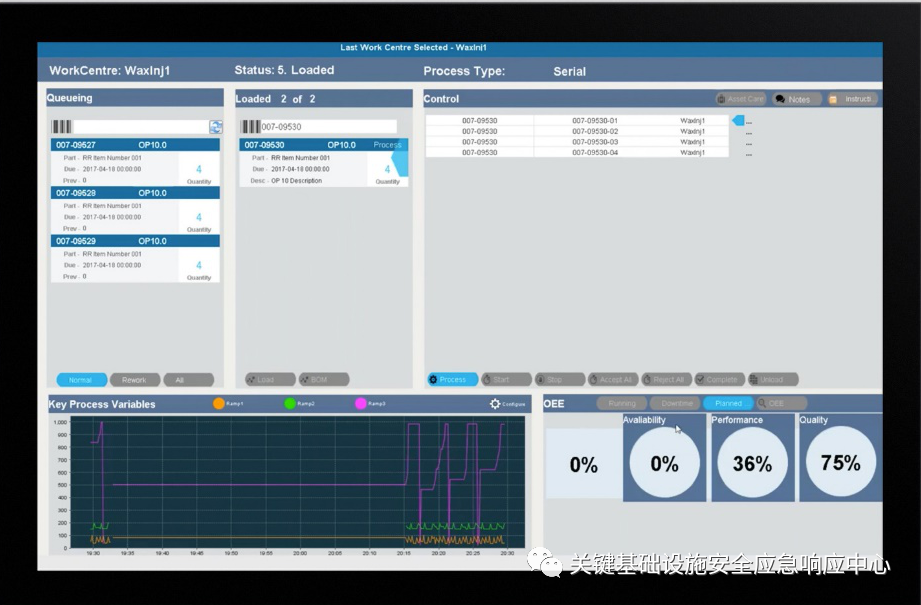 Last Work Centre Selected - WaxInj1
WorkCentre: WaxInj1
Status: 5. Loaded
Process Type:
Serial
Queueing
007-09527 OP10.0
Part - RR Item Number 001
Due - 2017-04-18 00:00:00
Prev - 0
4
Quantity
007-09528 OP10.0
Part - RR Item Number 001
Due - 2017-04-18 00:00:00
Prev - 0
4
Quantity
007-09529 OP10.0
Part - RR Item Number 001
Due - 2017-04-18 00:00:00
Prev - 0
4
Quantity
Normal Rework All
Loaded 2 of 2
007-09530
007-09530 OP10.0 Process
Part - RR Item Number 001
Due - 2017-04-18 00:00:00
Desc - OP 10 Description
4
Quantity
Load BOM
Control
Asset Care Notes Instructi
007-09530 007-09530-01 WaxInj1 ...
007-09530 007-09530-02 WaxInj1 ...
007-09530 007-09530-03 WaxInj1 ...
007-09530 007-09530-04 WaxInj1 ...
Process Start Stop Accept All Reject All Complete Unload
Key Process Variables
Ramp1 Ramp2 Ramp3 Configure
1,000
900
800
700
600
500
400
300
200
100
0
19:30 19:35 19:40 19:45 19:50 19:55 20:00 20:05 20:10 20:15 20:20 20:25 20:30
OEE
Running Downtime Planned OEE
Availability Performance Quality
0% 0% 36% 75%
关键基础设施安全应急响应中心